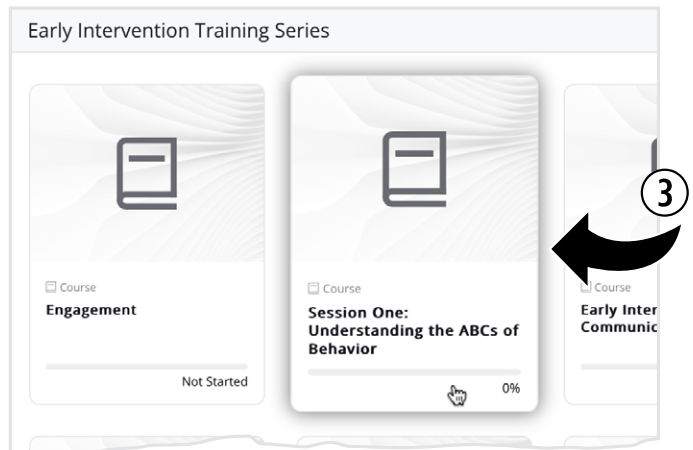 Early Intervention Training Series
3
Course
Engagement
Not Started
Course
Session One:
Understanding the ABCs of
Behavior
0%
Course
Early Inter
Communic